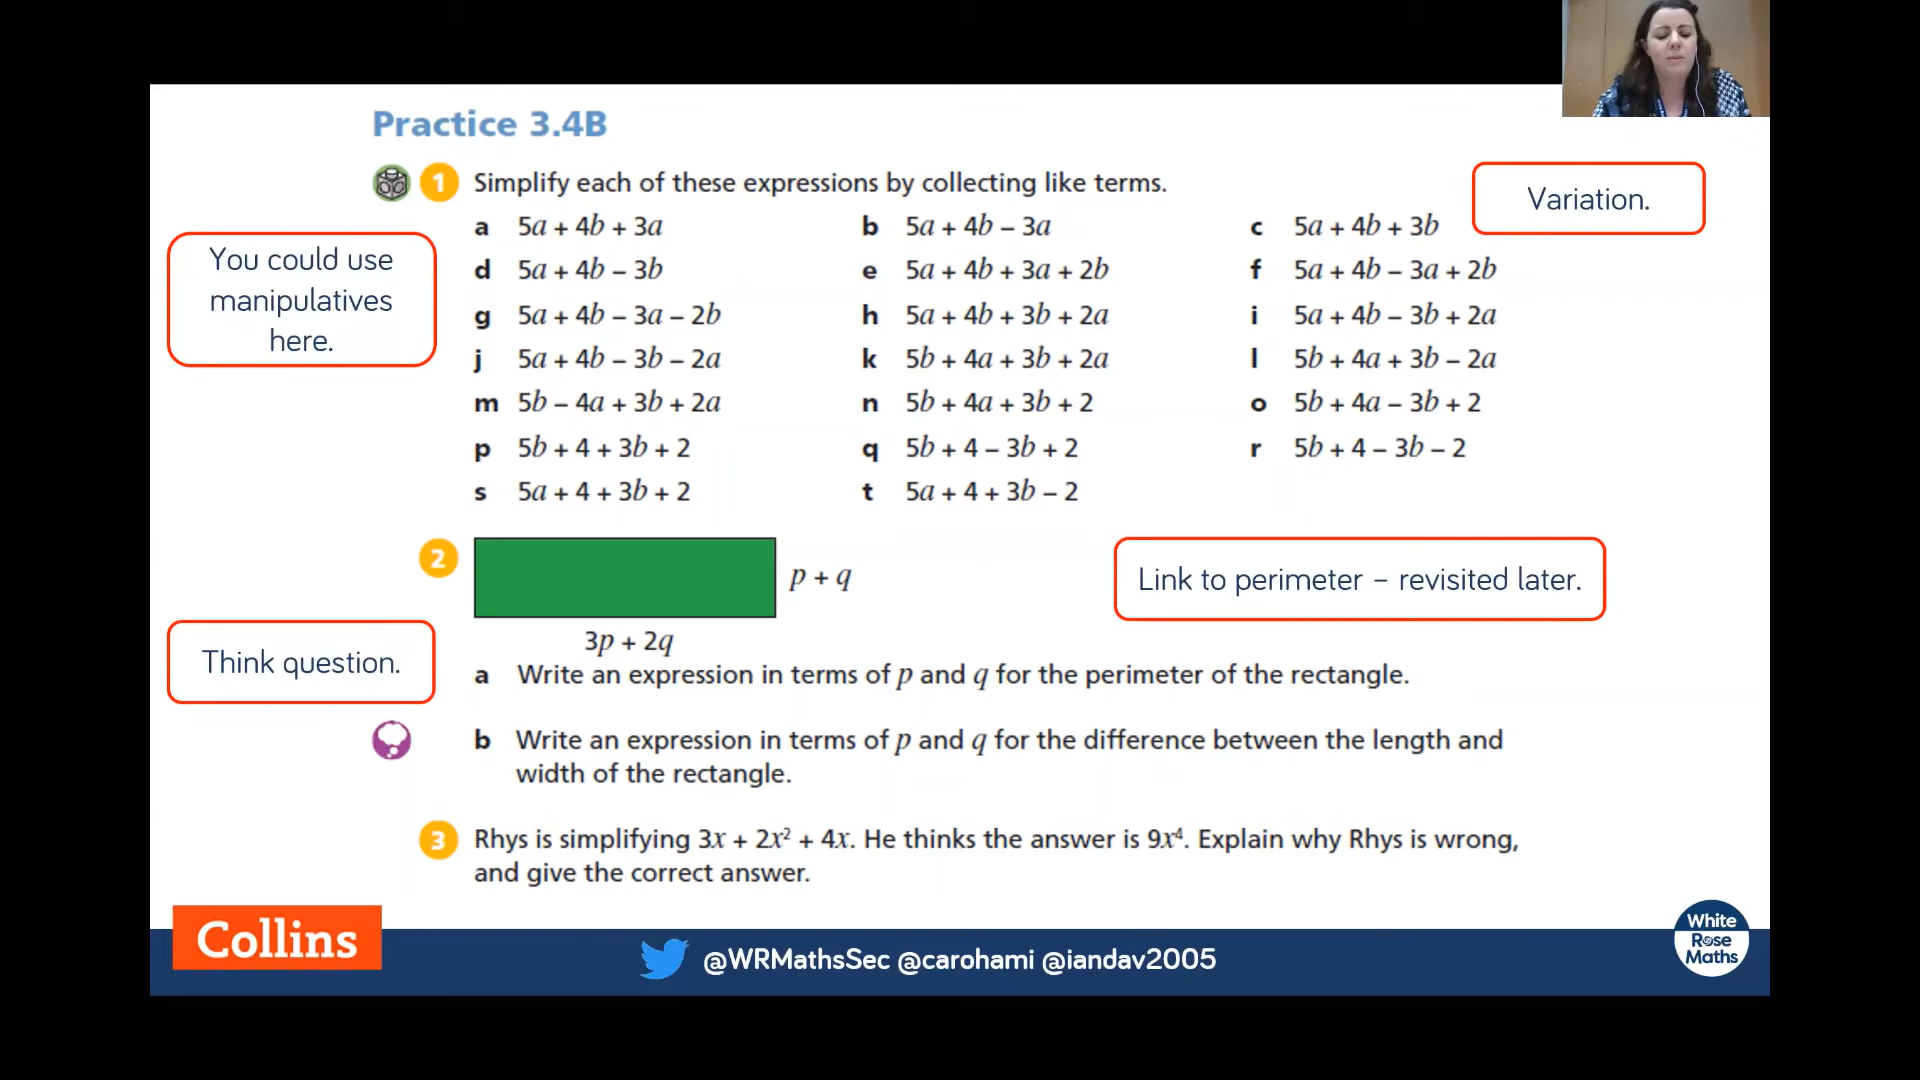 Practice 3.4B
1 Simplify each of these expressions by collecting like terms.
Variation.
a 5a + 4b + 3a b 5a + 4b – 3a c 5a + 4b + 3b
d 5a + 4b – 3b e 5a + 4b + 3a + 2b f 5a + 4b – 3a + 2b
g 5a + 4b – 3a – 2b h 5a + 4b + 3b + 2a i 5a + 4b – 3b + 2a
j 5a + 4b – 3b – 2a k 5b + 4a + 3b + 2a l 5b + 4a + 3b – 2a
m 5b – 4a + 3b + 2a n 5b + 4a + 3b + 2 o 5b + 4a – 3b + 2
p 5b + 4 + 3b + 2 q 5b + 4 – 3b + 2 r 5b + 4 – 3b – 2
s 5a + 4 + 3b + 2 t 5a + 4 + 3b – 2
You could use
manipulatives
here.
2
p + q
3p + 2q
Link to perimeter – revisited later.
Think question.
a Write an expression in terms of p and q for the perimeter of the rectangle.
b Write an expression in terms of p and q for the difference between the length and
width of the rectangle.
3 Rhys is simplifying 3x + 2x² + 4x. He thinks the answer is 9x⁴. Explain why Rhys is wrong,
and give the correct answer.
Collins
@WRMathsSec @carohami @iandav2005
White
Rose
Maths